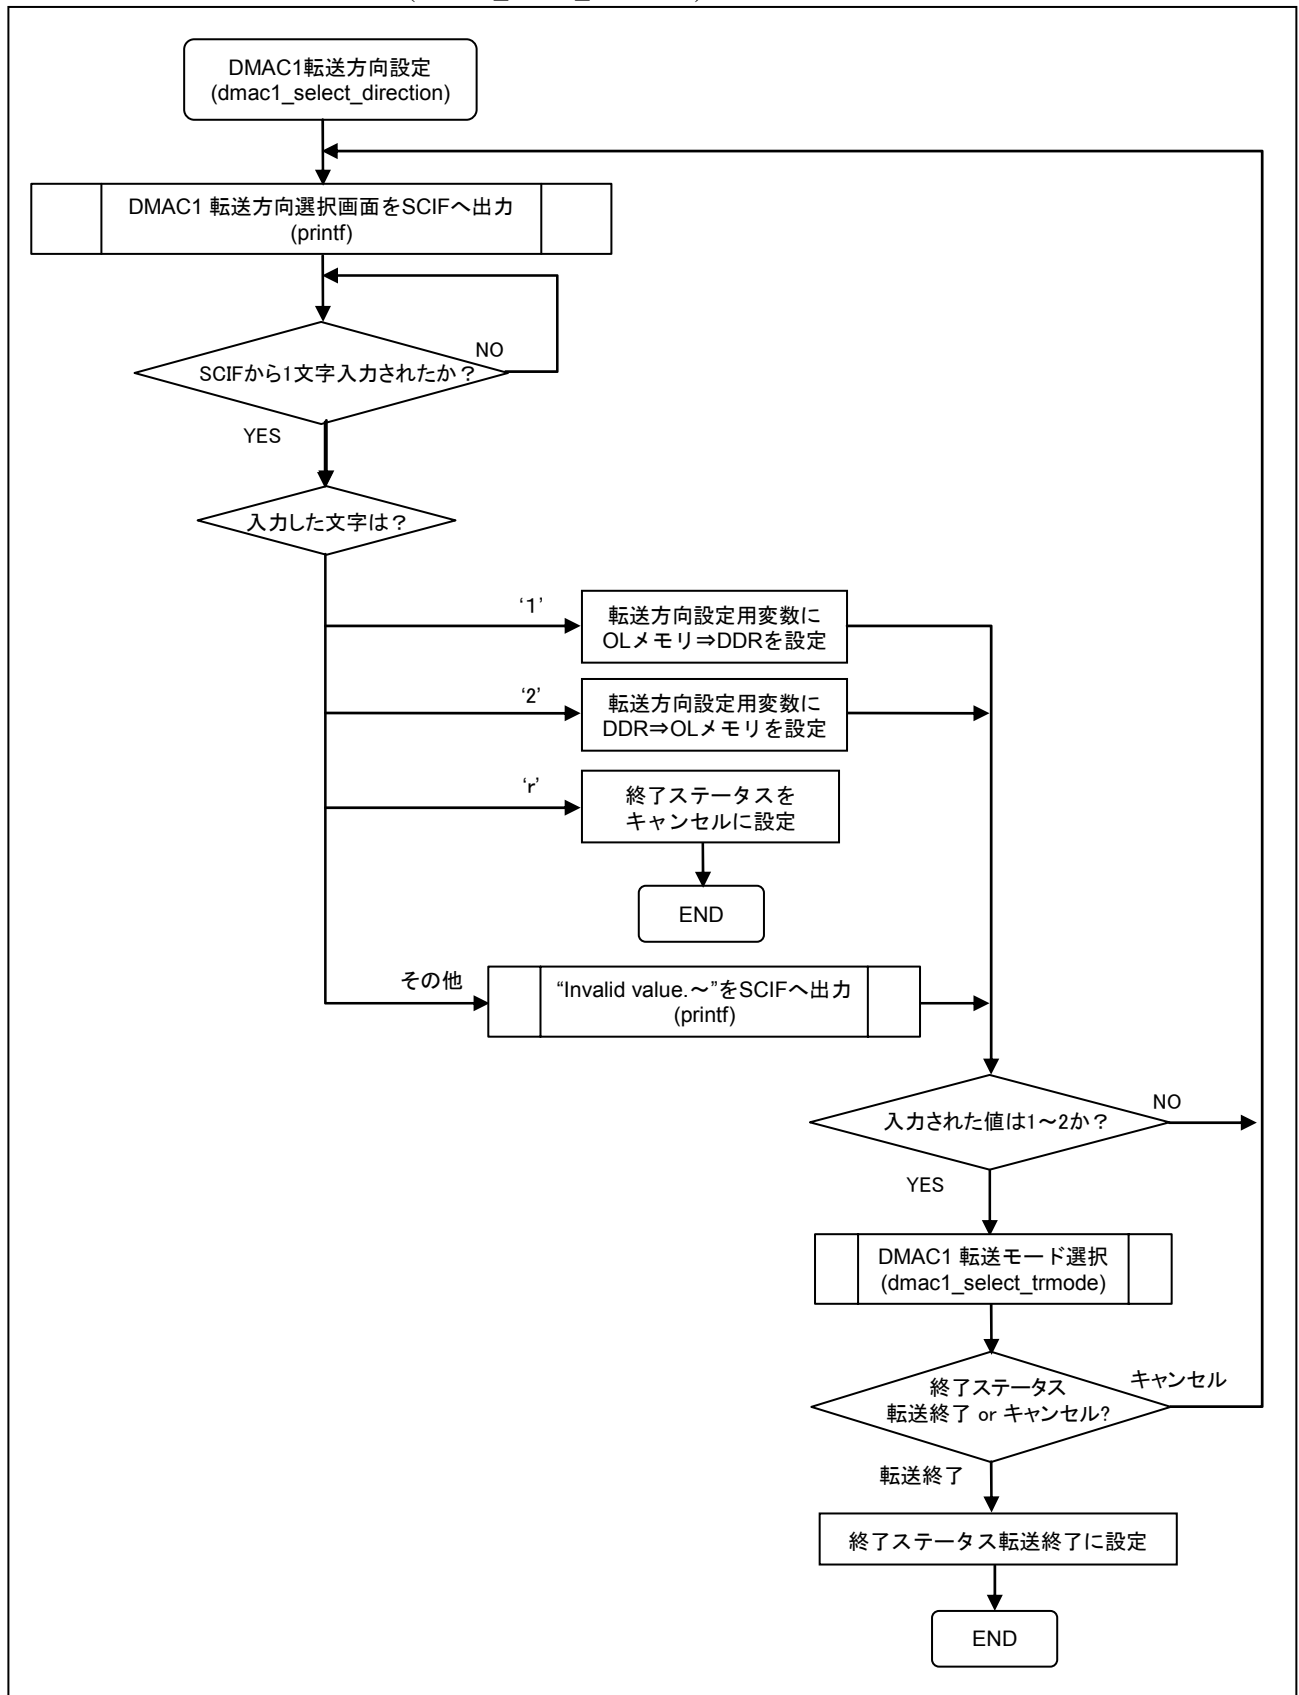 DMAC1転送方向設定
(dmac1_select_direction)
DMAC1 転送方向選択画面をSCIFへ出力
(printf)
NO
SCIFから1文字入力されたか？
YES
入力した文字は？
‘1’
転送方向設定用変数に
OLメモリ⇒DDRを設定
‘2’
転送方向設定用変数に
DDR⇒OLメモリを設定
‘r’
終了ステータスを
キャンセルに設定
END
その他
“Invalid value.～”をSCIFへ出力
(printf)
入力された値は1～2か？
NO
YES
DMAC1 転送モード選択
(dmac1_select_trmode)
終了ステータス
転送終了 or キャンセル?
キャンセル
転送終了
終了ステータス転送終了に設定
END